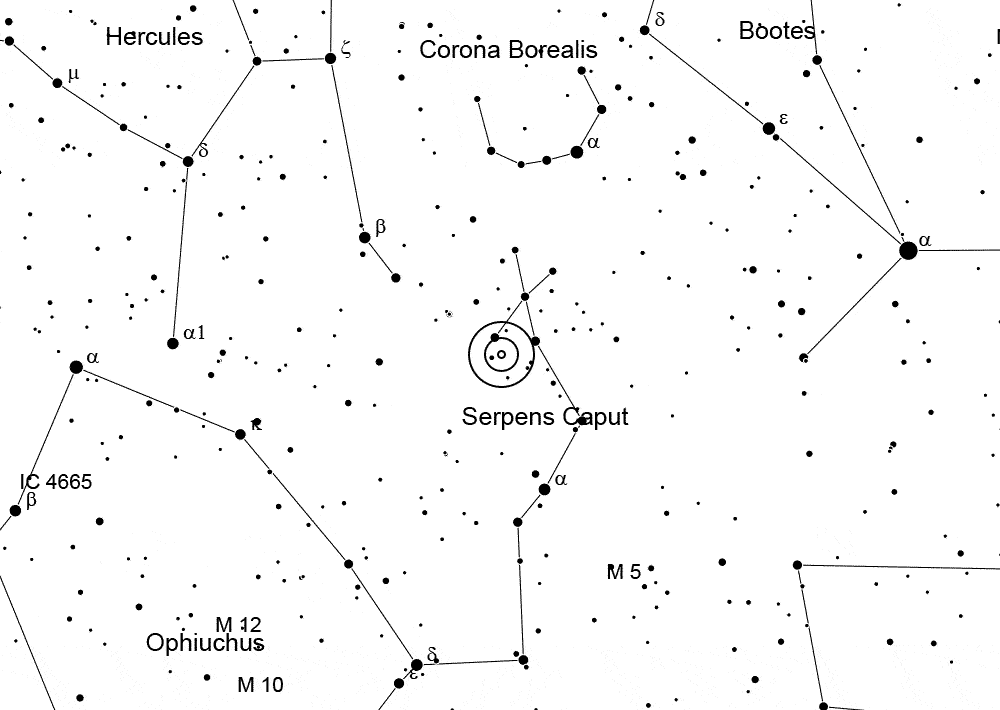 δ
Bootes
Hercules
ζ
Corona Borealis
μ
ε
α
δ
β
α
α1
α
Serpens Caput
κ
α
IC 4665
β
M 5
M 12
Ophiuchus
δ
ε
M 10